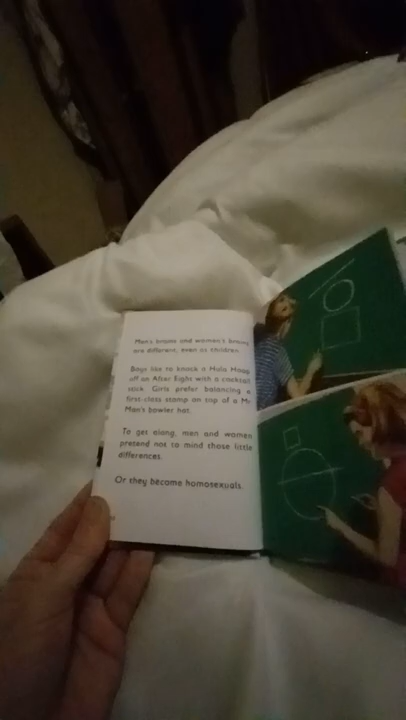 Men's brains and women's brains
are different, even as children.
Boys like to knock a Hula Hoop
off an After Eight with a cocktail
stick. Girls prefer balancing a
first-class stamp on top of a Mr
Men's bowler hat.
To get along, men and women
pretend not to mind those little
differences.
Or they become homosexuals.